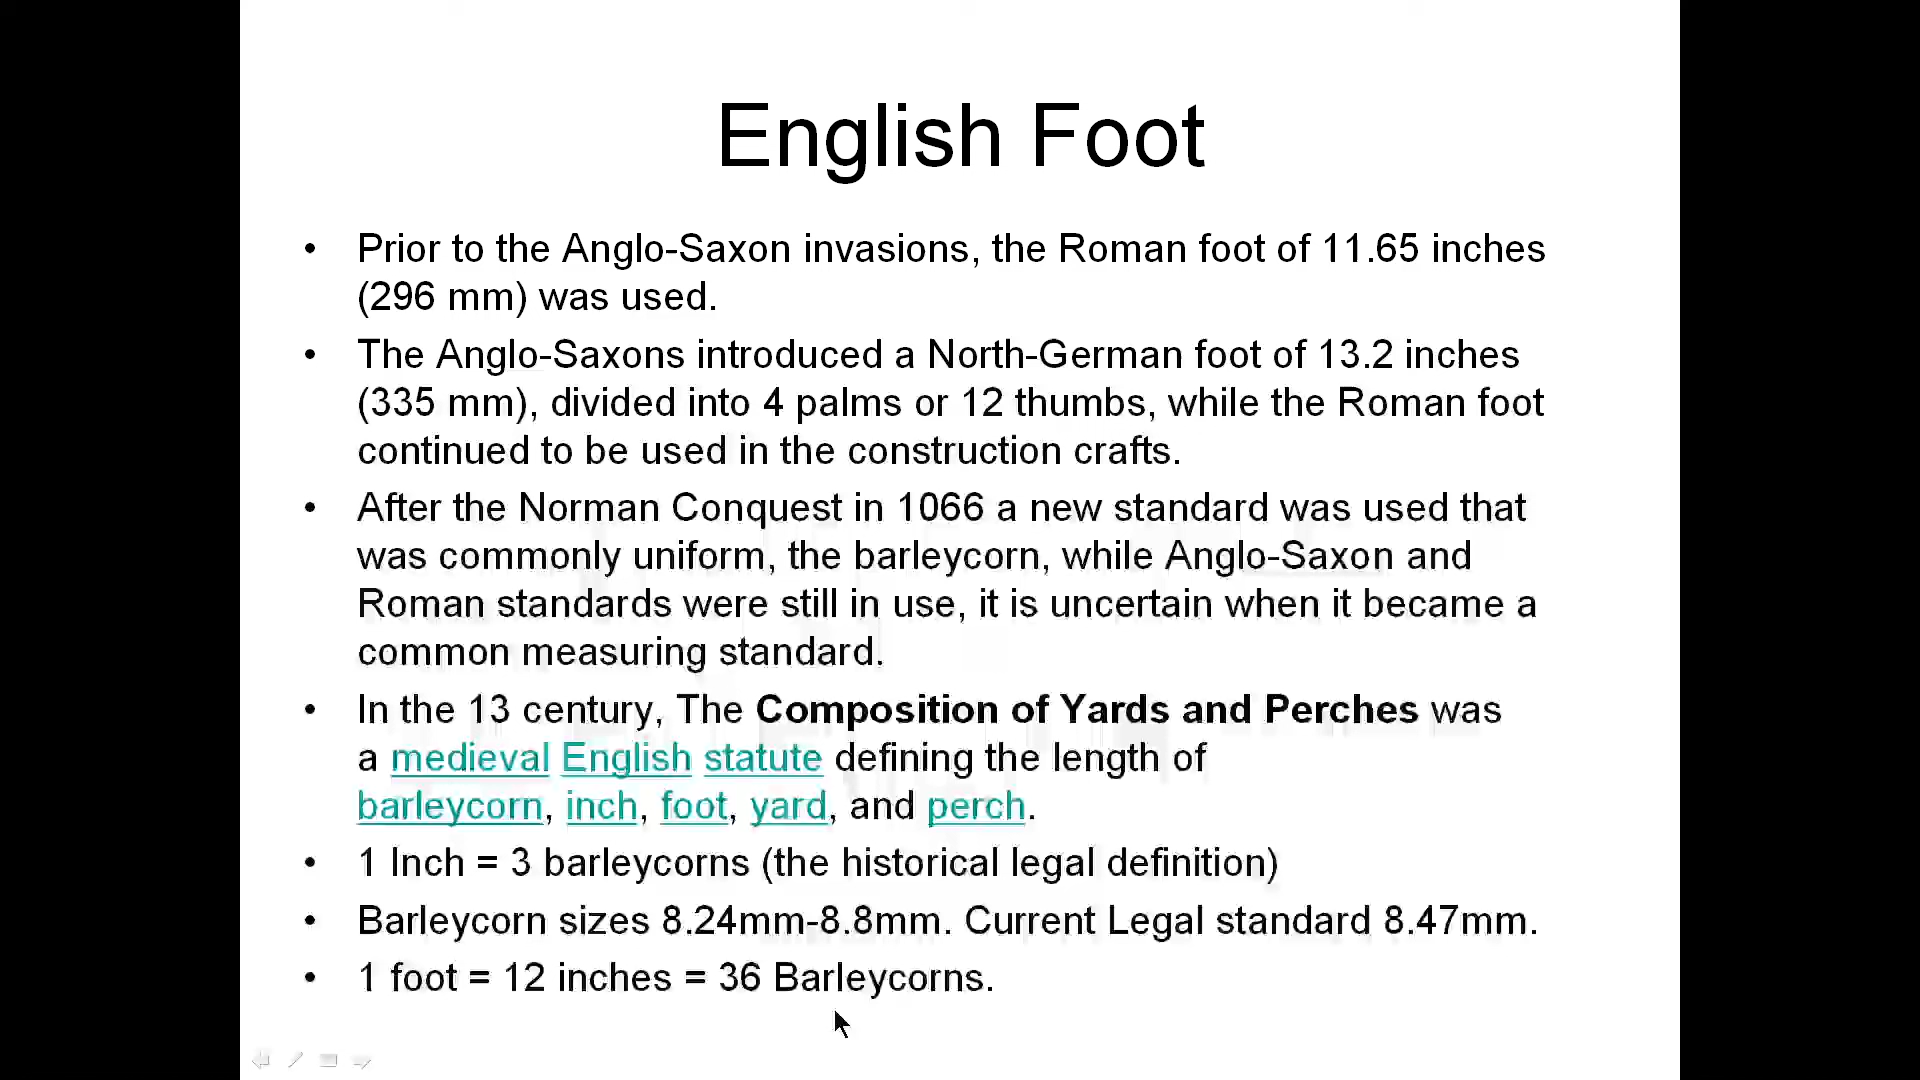 English Foot
• Prior to the Anglo-Saxon invasions, the Roman foot of 11.65 inches
(296 mm) was used.
• The Anglo-Saxons introduced a North-German foot of 13.2 inches
(335 mm), divided into 4 palms or 12 thumbs, while the Roman foot
continued to be used in the construction crafts.
• After the Norman Conquest in 1066 a new standard was used that
was commonly uniform, the barleycorn, while Anglo-Saxon and
Roman standards were still in use, it is uncertain when it became a
common measuring standard.
• In the 13 century, The Composition of Yards and Perches was
a medieval English statute defining the length of
barleycorn, inch, foot, yard, and perch.
• 1 Inch = 3 barleycorns (the historical legal definition)
• Barleycorn sizes 8.24mm-8.8mm. Current Legal standard 8.47mm.
• 1 foot = 12 inches = 36 Barleycorns.